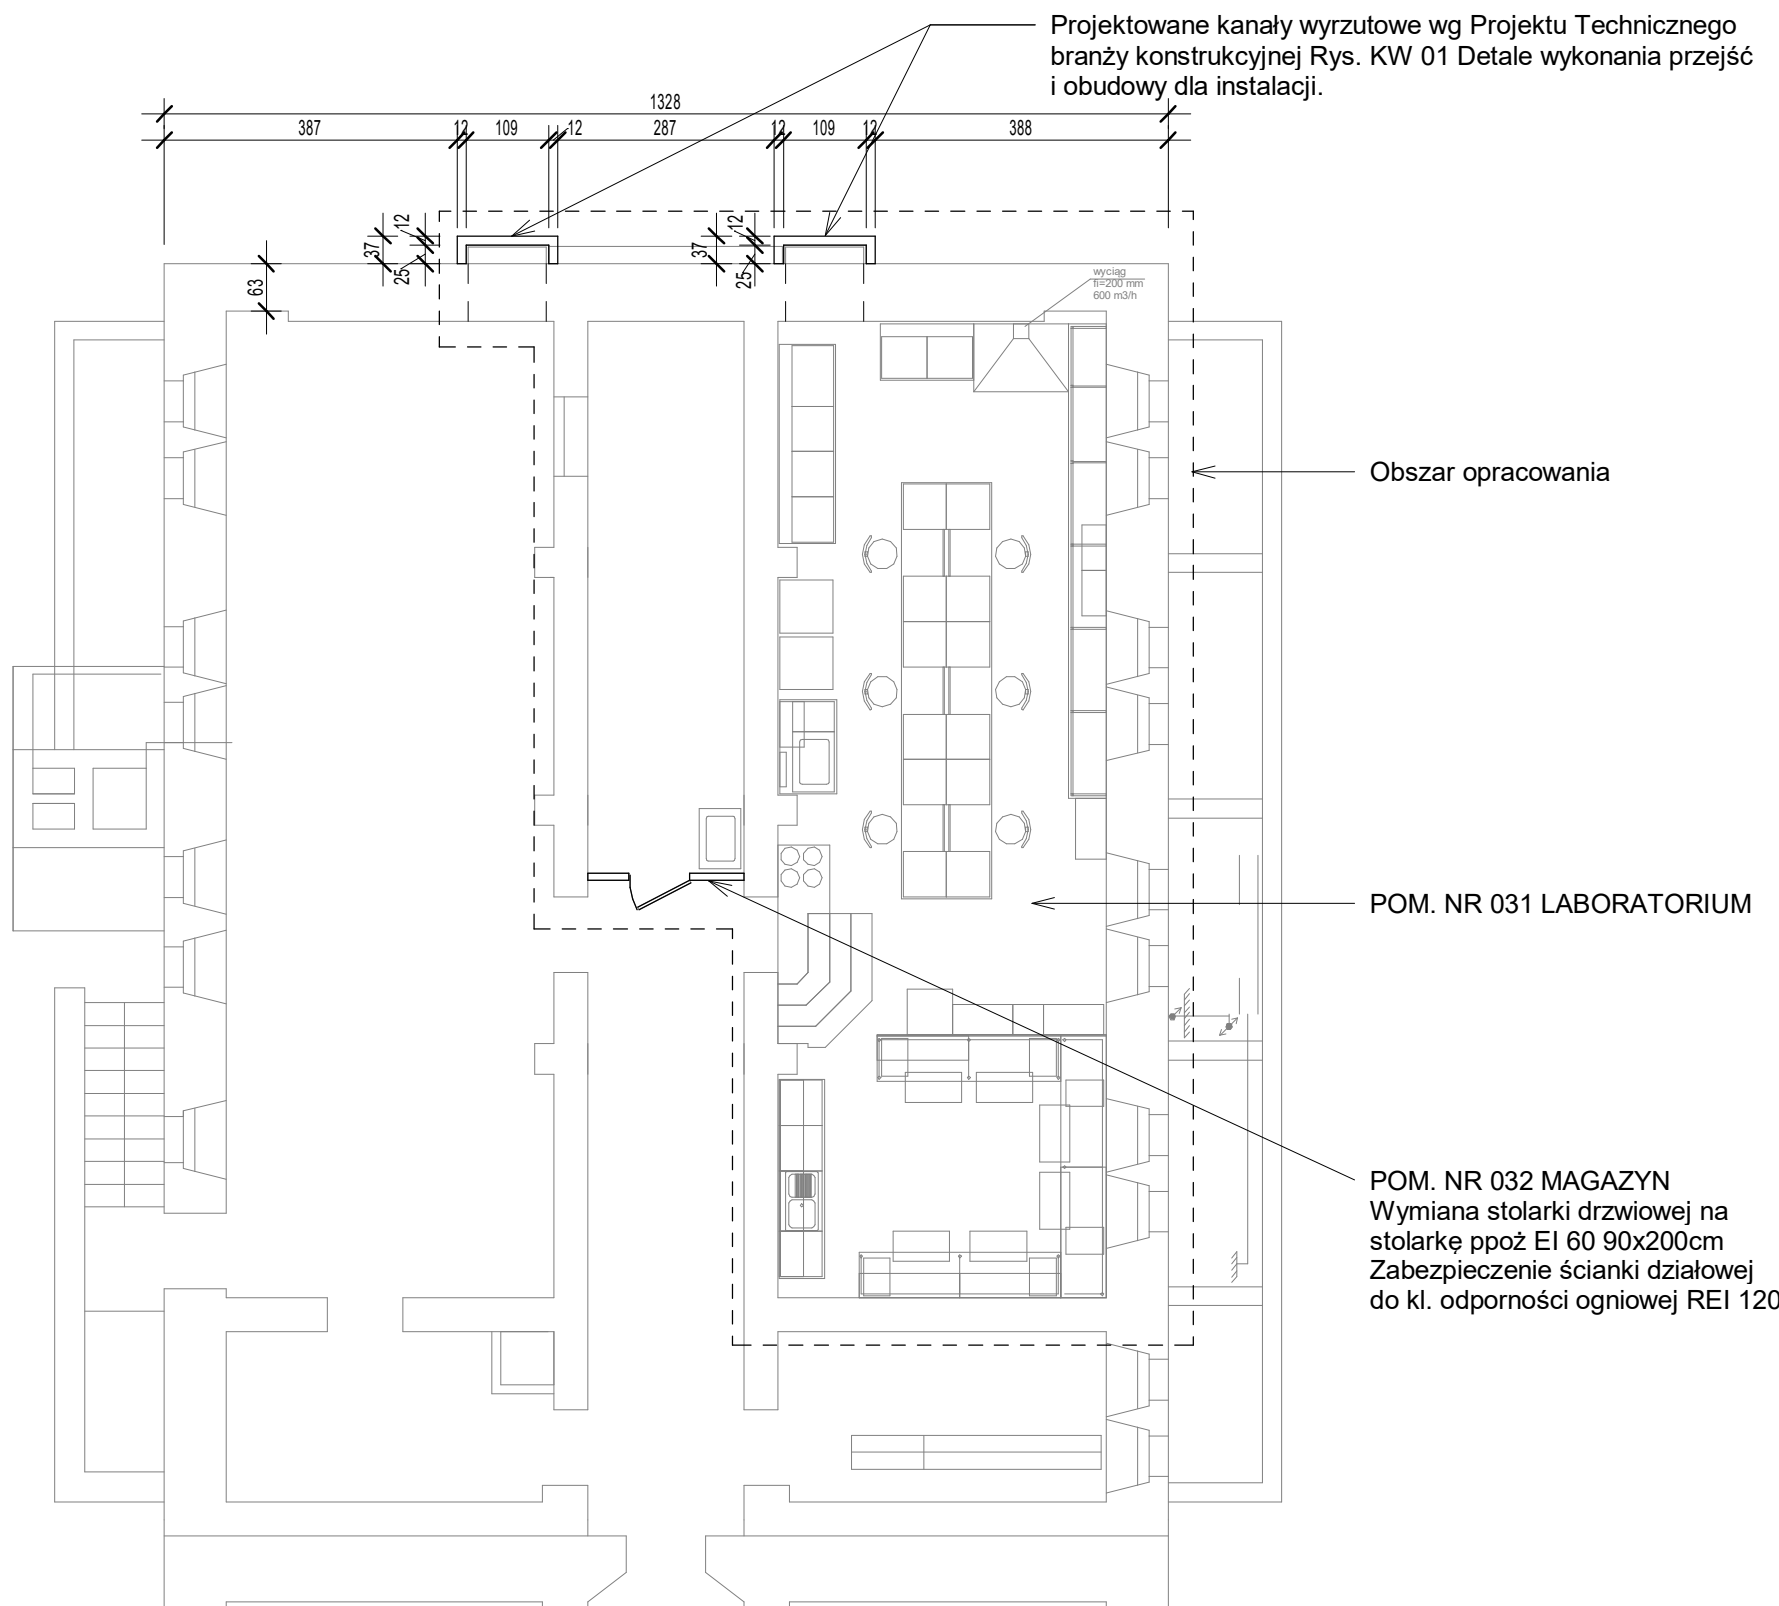 Projektowane kanały wyrzutowe wg Projektu Technicznego
branży konstrukcyjnej Rys. KW 01 Detale wykonania przejść
i obudowy dla instalacji.
1328
387 12 109 12 287 12 109 12 388
12
37
25
12
37
25
63
wyciąg
fi=200 mm
600 m3/h
Obszar opracowania
POM. NR 031 LABORATORIUM
POM. NR 032 MAGAZYN
Wymiana stolarki drzwiowej na
stolarkę ppoż EI 60 90x200cm
Zabezpieczenie ścianki działowej
do kl. odporności ogniowej REI 120